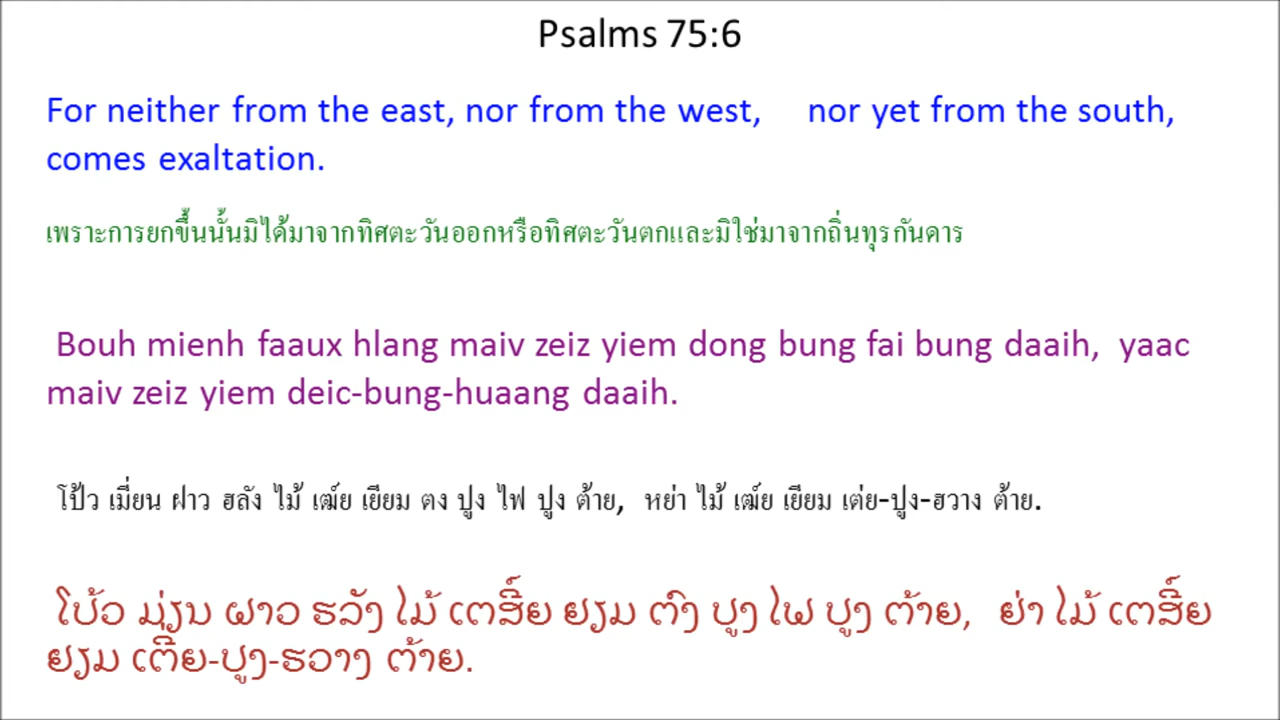 Psalms 75:6
For neither from the east, nor from the west, nor yet from the south,
comes exaltation.
เพราะการยกขึ้นนั้นมิได้มาจากทิศตะวันออกหรือทิศตะวันตกและมิใช่มาจากถิ่นทุรกันดาร
Bouh mienh faaux hlang maiv zeiz yiem dong bung fai bung daaih, yaac
maiv zeiz yiem deic-bung-huaang daaih.
โป้ว เมี่ยน ฝาว ฮลัง ไม้ เฒ์ย เยียม ตง ปูง ไฟ ปูง ต้าย, หย่า ไม้ เฒ์ย เยียม เต่ย-ปูง-ฮวาง ต้าย.
ໂປ້ວ ມ່ຽນ ຝາວ ຮລັງ ໄມ້ ເຕສີ໌ຍ ຢຽມ ຕົງ ປູງ ໄຟ ປູງ ຕ້າຍ, ຢ່າ ໄມ້ ເຕສີ໌ຍ
ຢຽມ ເຕີ່ຍ-ປູງ-ຮວາງ ຕ້າຍ.